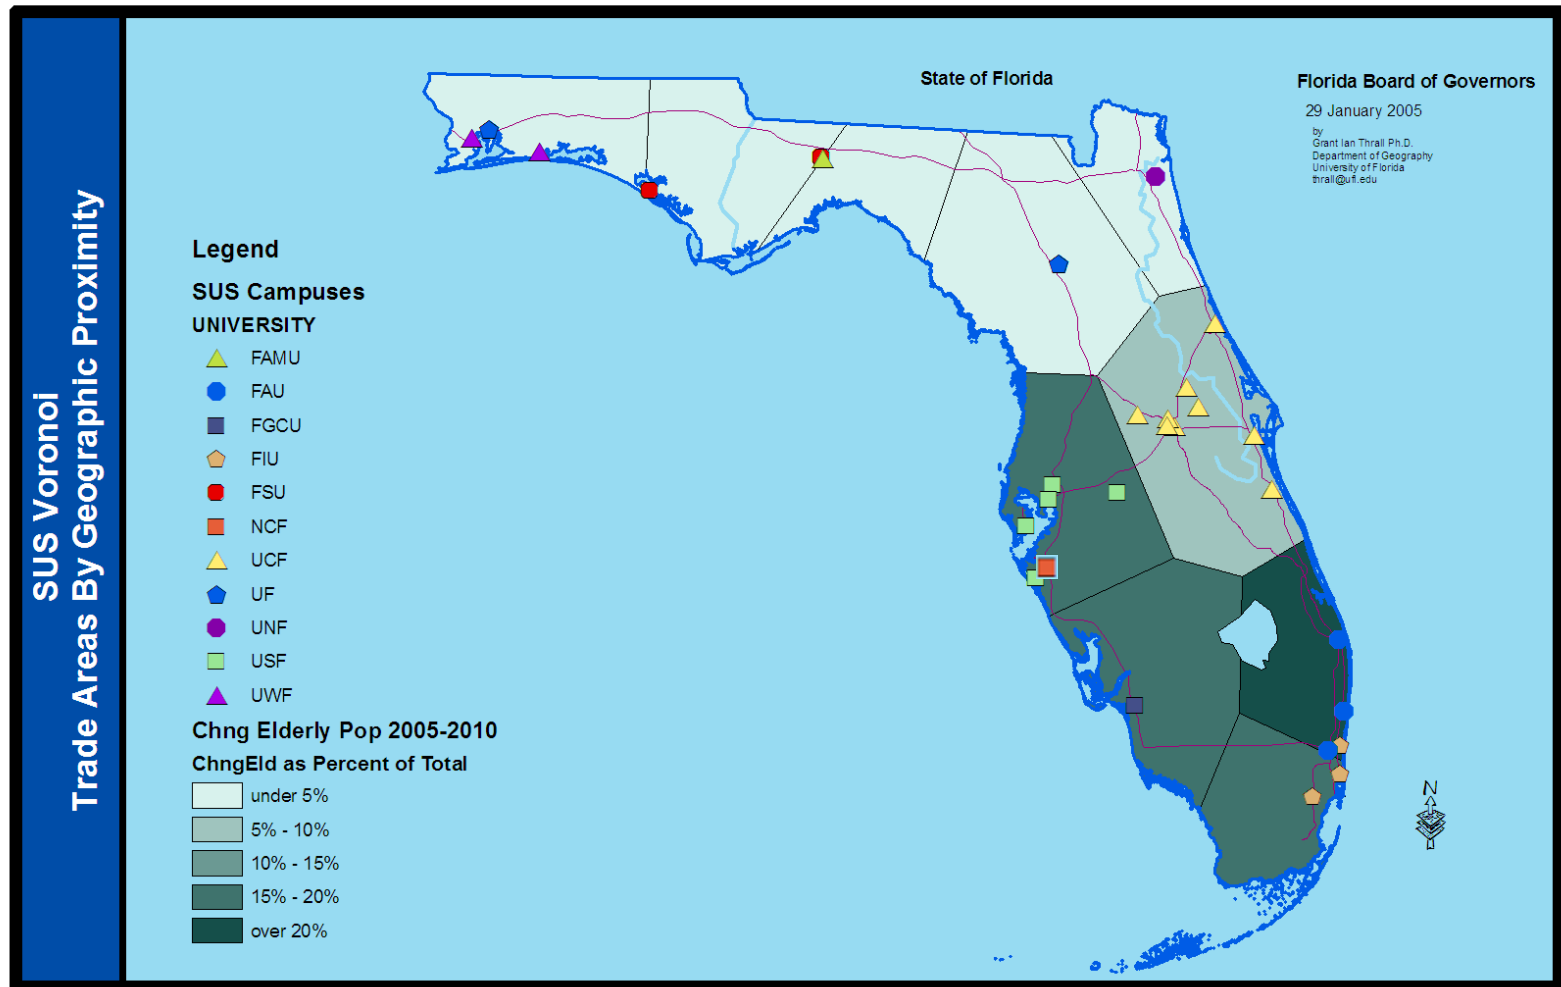 SUS Voronoi
Trade Areas By Geographic Proximity
State of Florida
Florida Board of Governors
29 January 2005
by
Grant Ian Thrall Ph.D.
Department of Geography
University of Florida
thrall@ufl.edu
Legend
SUS Campuses
UNIVERSITY
FAMU
FAU
FGCU
FIU
FSU
NCF
UCF
UF
UNF
USF
UWF
Chng Elderly Pop 2005-2010
ChngEld as Percent of Total
under 5%
5% - 10%
10% - 15%
15% - 20%
over 20%
N